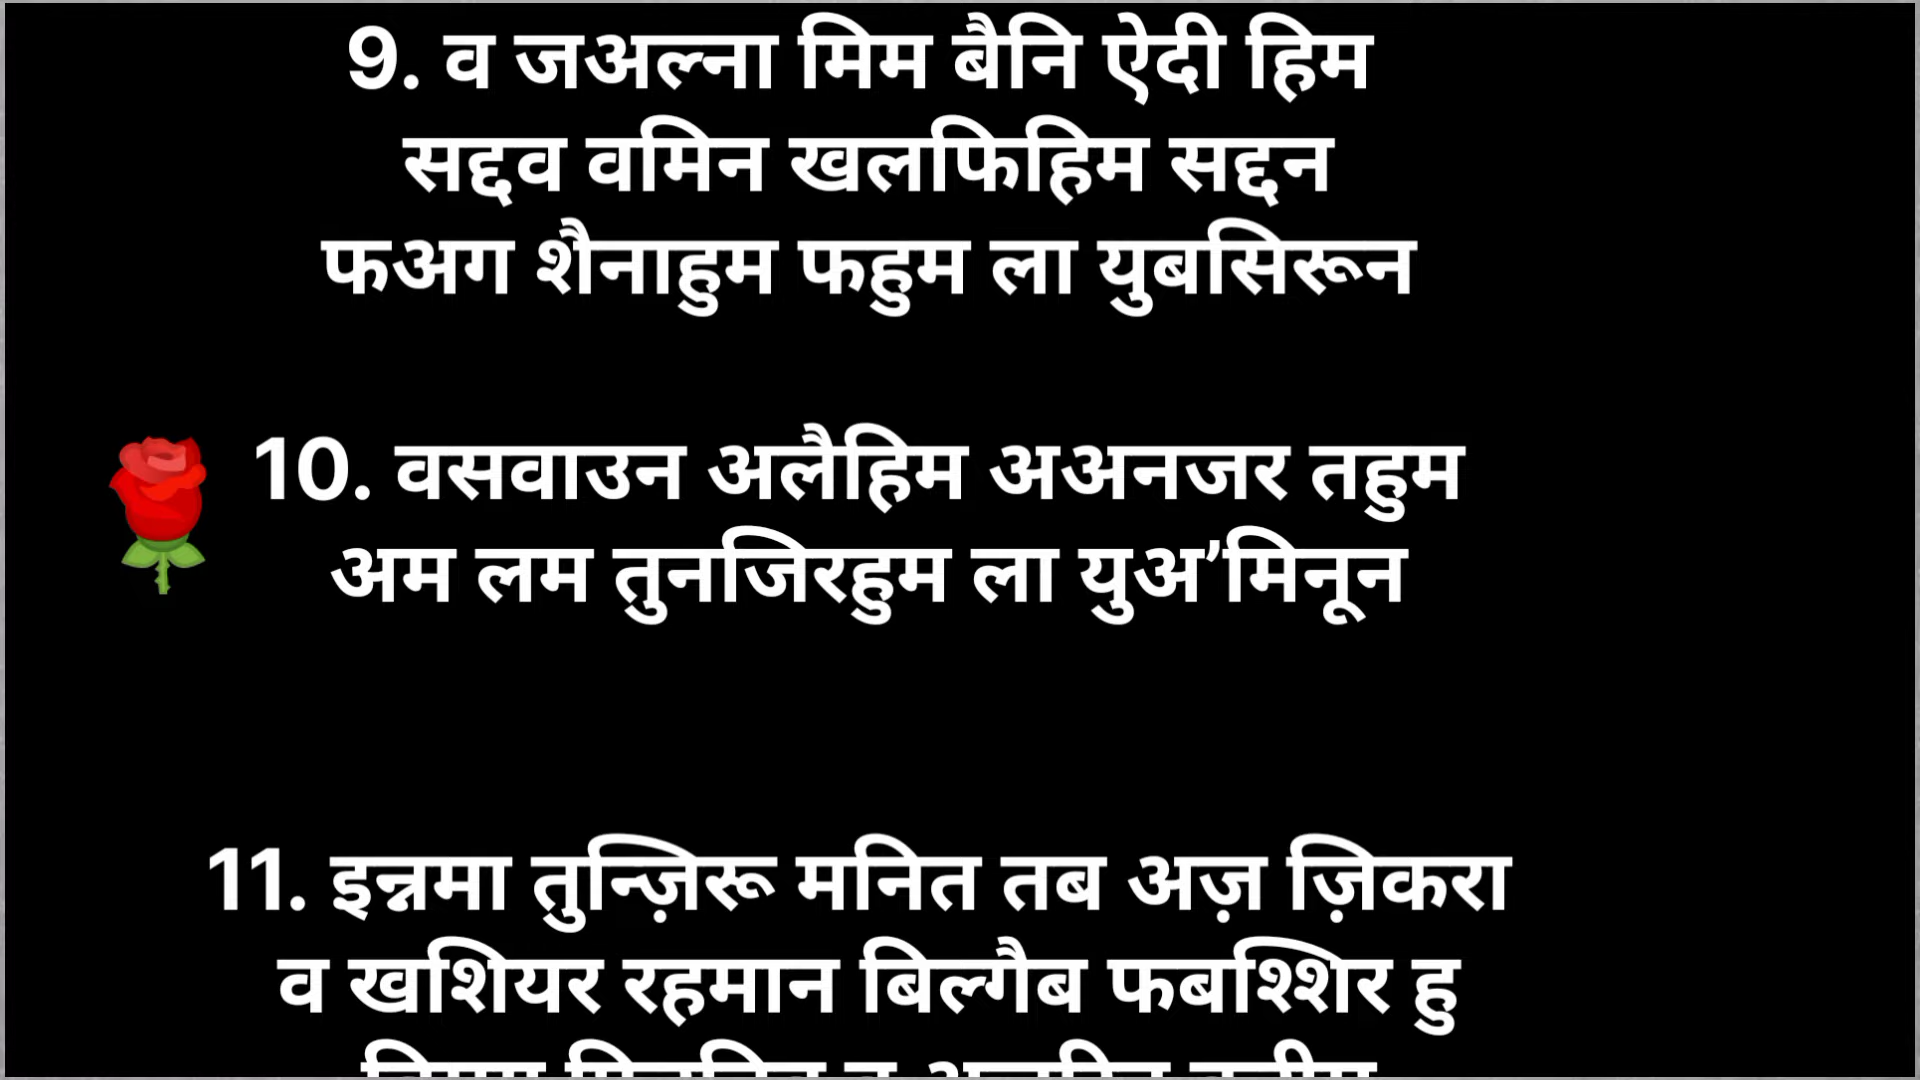 9. व जअल्ना मिम बैनि ऐदी हिम
सद्दव वमिन खलफिहिम सद्दन
फअग शैनाहुम फहुम ला युबसिरून
10. वसवाउन अलैहिम अअनजर तहुम
अम लम तुनजिरहुम ला युअ’मिनून
11. इन्नमा तुन्ज़िरू मनित तब अज़ ज़िकरा
व खशियर रहमान बिल्गैब फबश्शिर हु